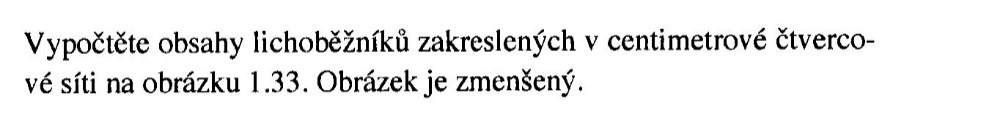 Vypočtěte obsahy lichoběžníků zakreslených v centimetrové čtverco-
vé síti na obrázku 1.33. Obrázek je zmenšený.